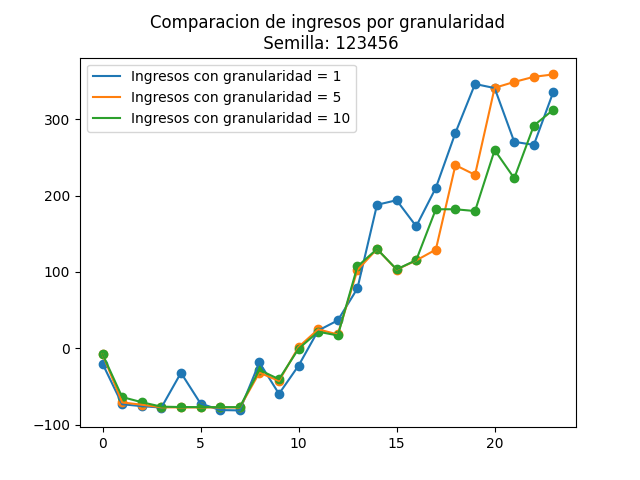 Comparacion de ingresos por granularidad
Semilla: 123456
Ingresos con granularidad = 1
Ingresos con granularidad = 5
Ingresos con granularidad = 10
300
200
100
0
−100
0 5 10 15 20